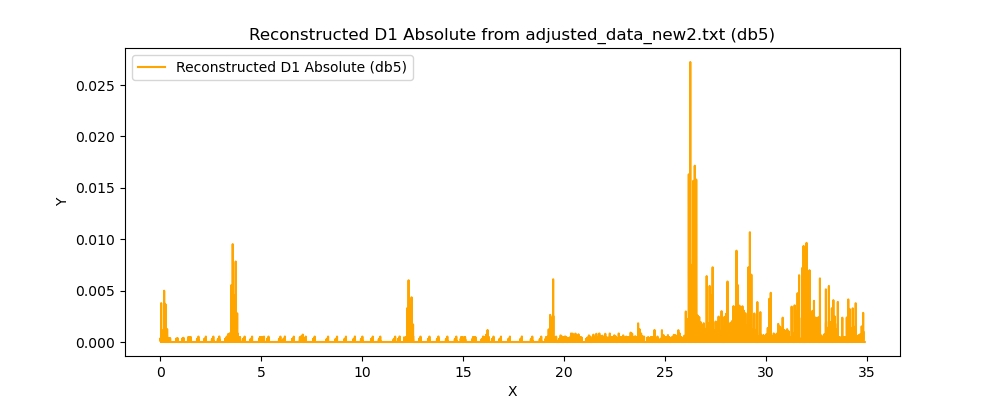 Reconstructed D1 Absolute from adjusted_data_new2.txt (db5)
Reconstructed D1 Absolute (db5)
0.025
0.020
0.015
0.010
0.005
0.000
Y
0 5 10 15 20 25 30 35
X